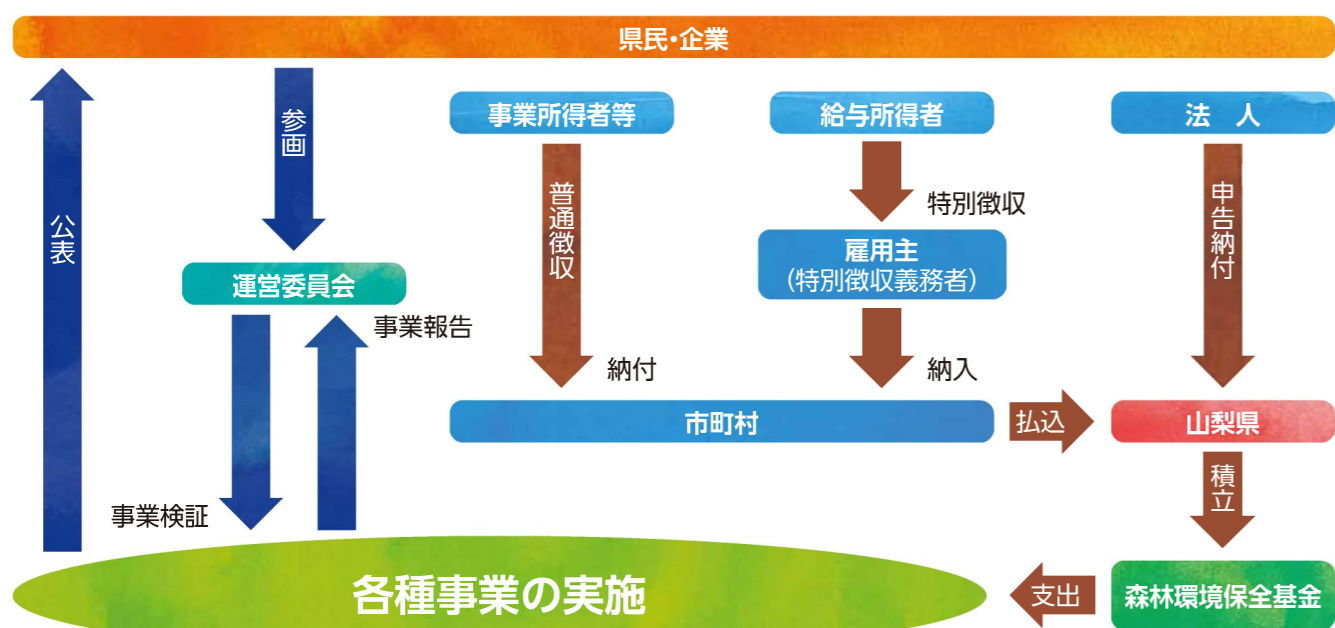 県民・企業
公表
参画
運営委員会
事業報告
事業検証
事業所得者等
普通徴収
納付
給与所得者
特別徴収
雇用主
(特別徴収義務者)
納入
市町村
払込
法　人
申告納付
山梨県
積立
森林環境保全基金
支出
各種事業の実施